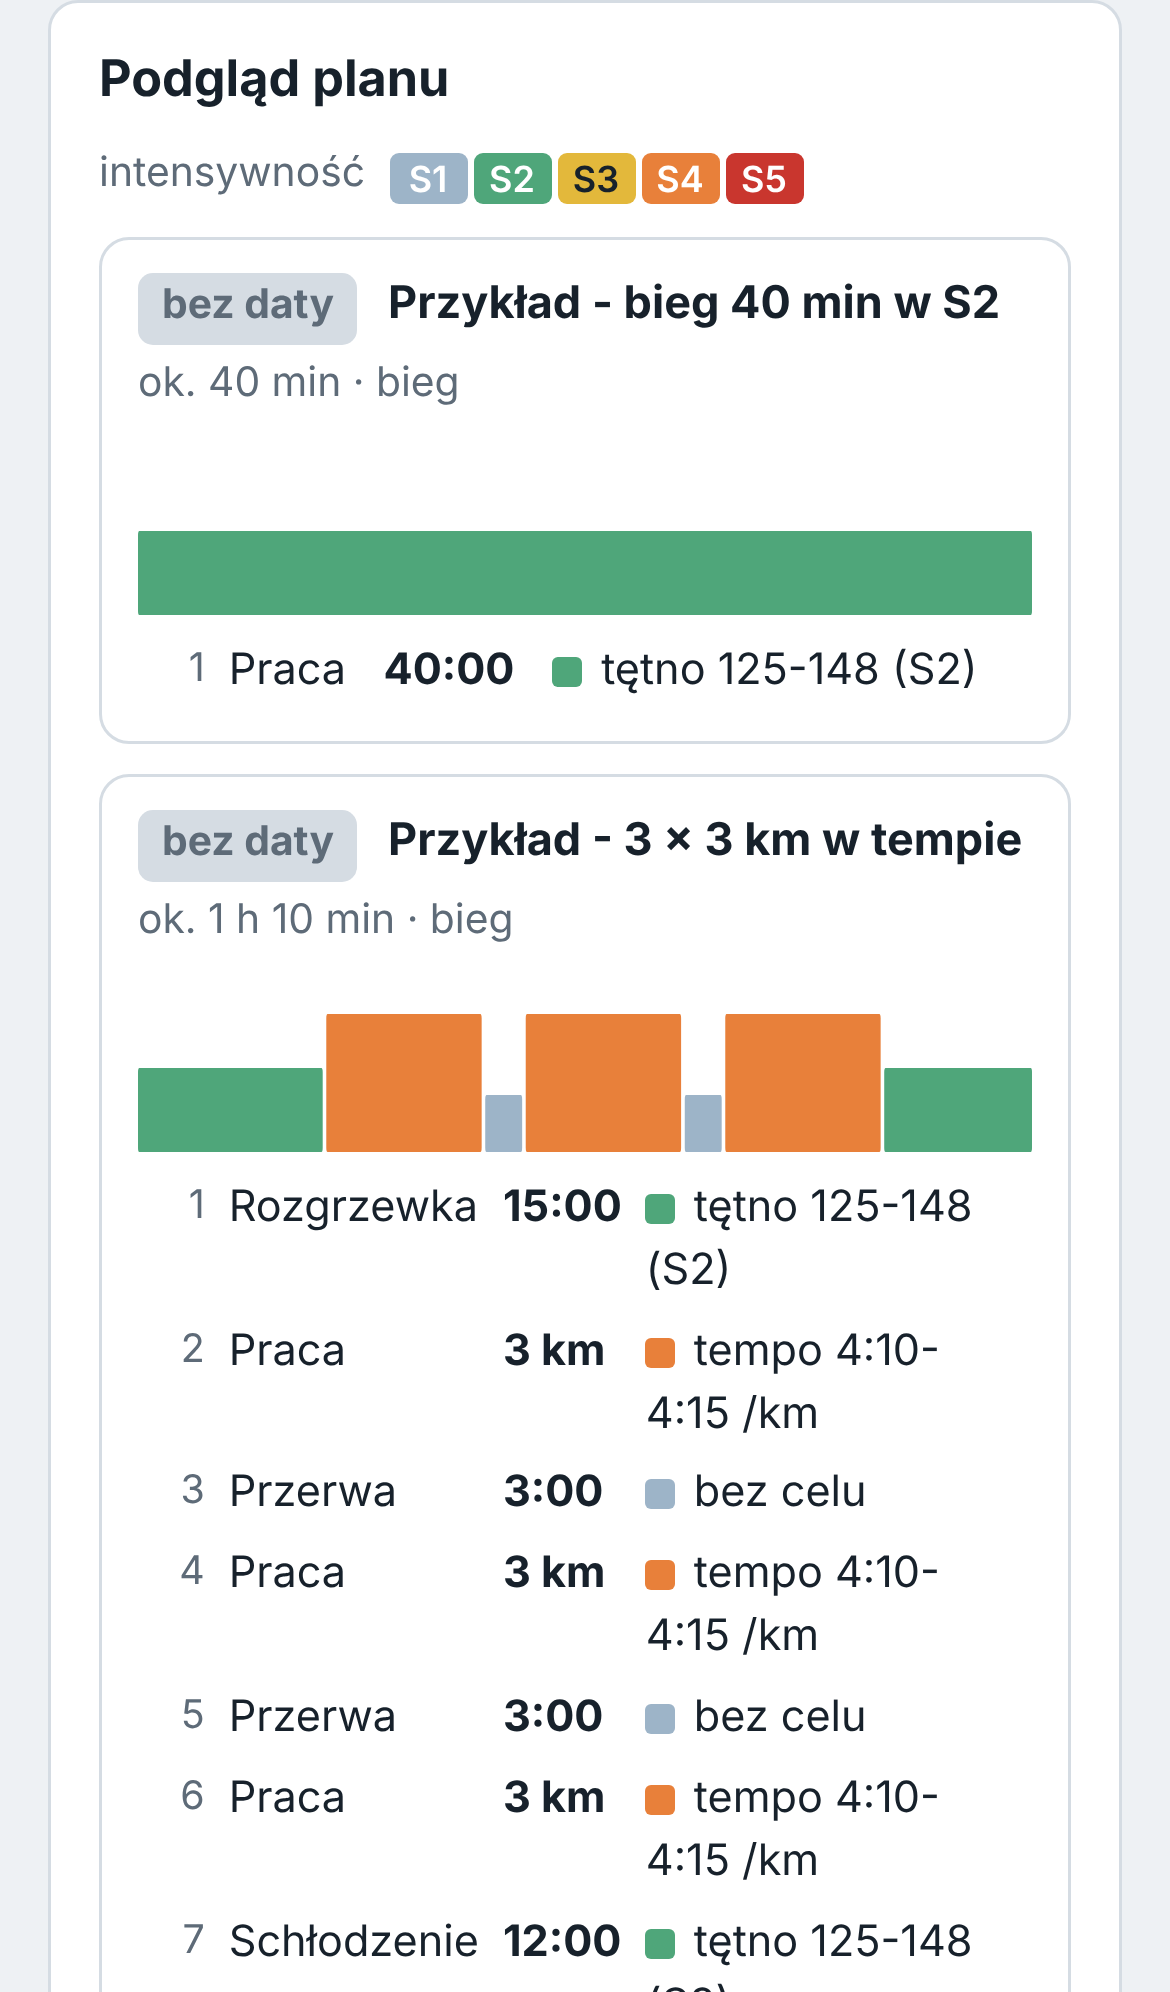 Podgląd planu
intensywność S1 S2 S3 S4 S5
bez daty Przykład - bieg 40 min w S2
ok. 40 min · bieg
1 Praca 40:00 tętno 125-148 (S2)
bez daty Przykład - 3 × 3 km w tempie
ok. 1 h 10 min · bieg
1 Rozgrzewka 15:00 tętno 125-148
(S2)
2 Praca 3 km tempo 4:10-
4:15 /km
3 Przerwa 3:00 bez celu
4 Praca 3 km tempo 4:10-
4:15 /km
5 Przerwa 3:00 bez celu
6 Praca 3 km tempo 4:10-
4:15 /km
7 Schłodzenie 12:00 tętno 125-148